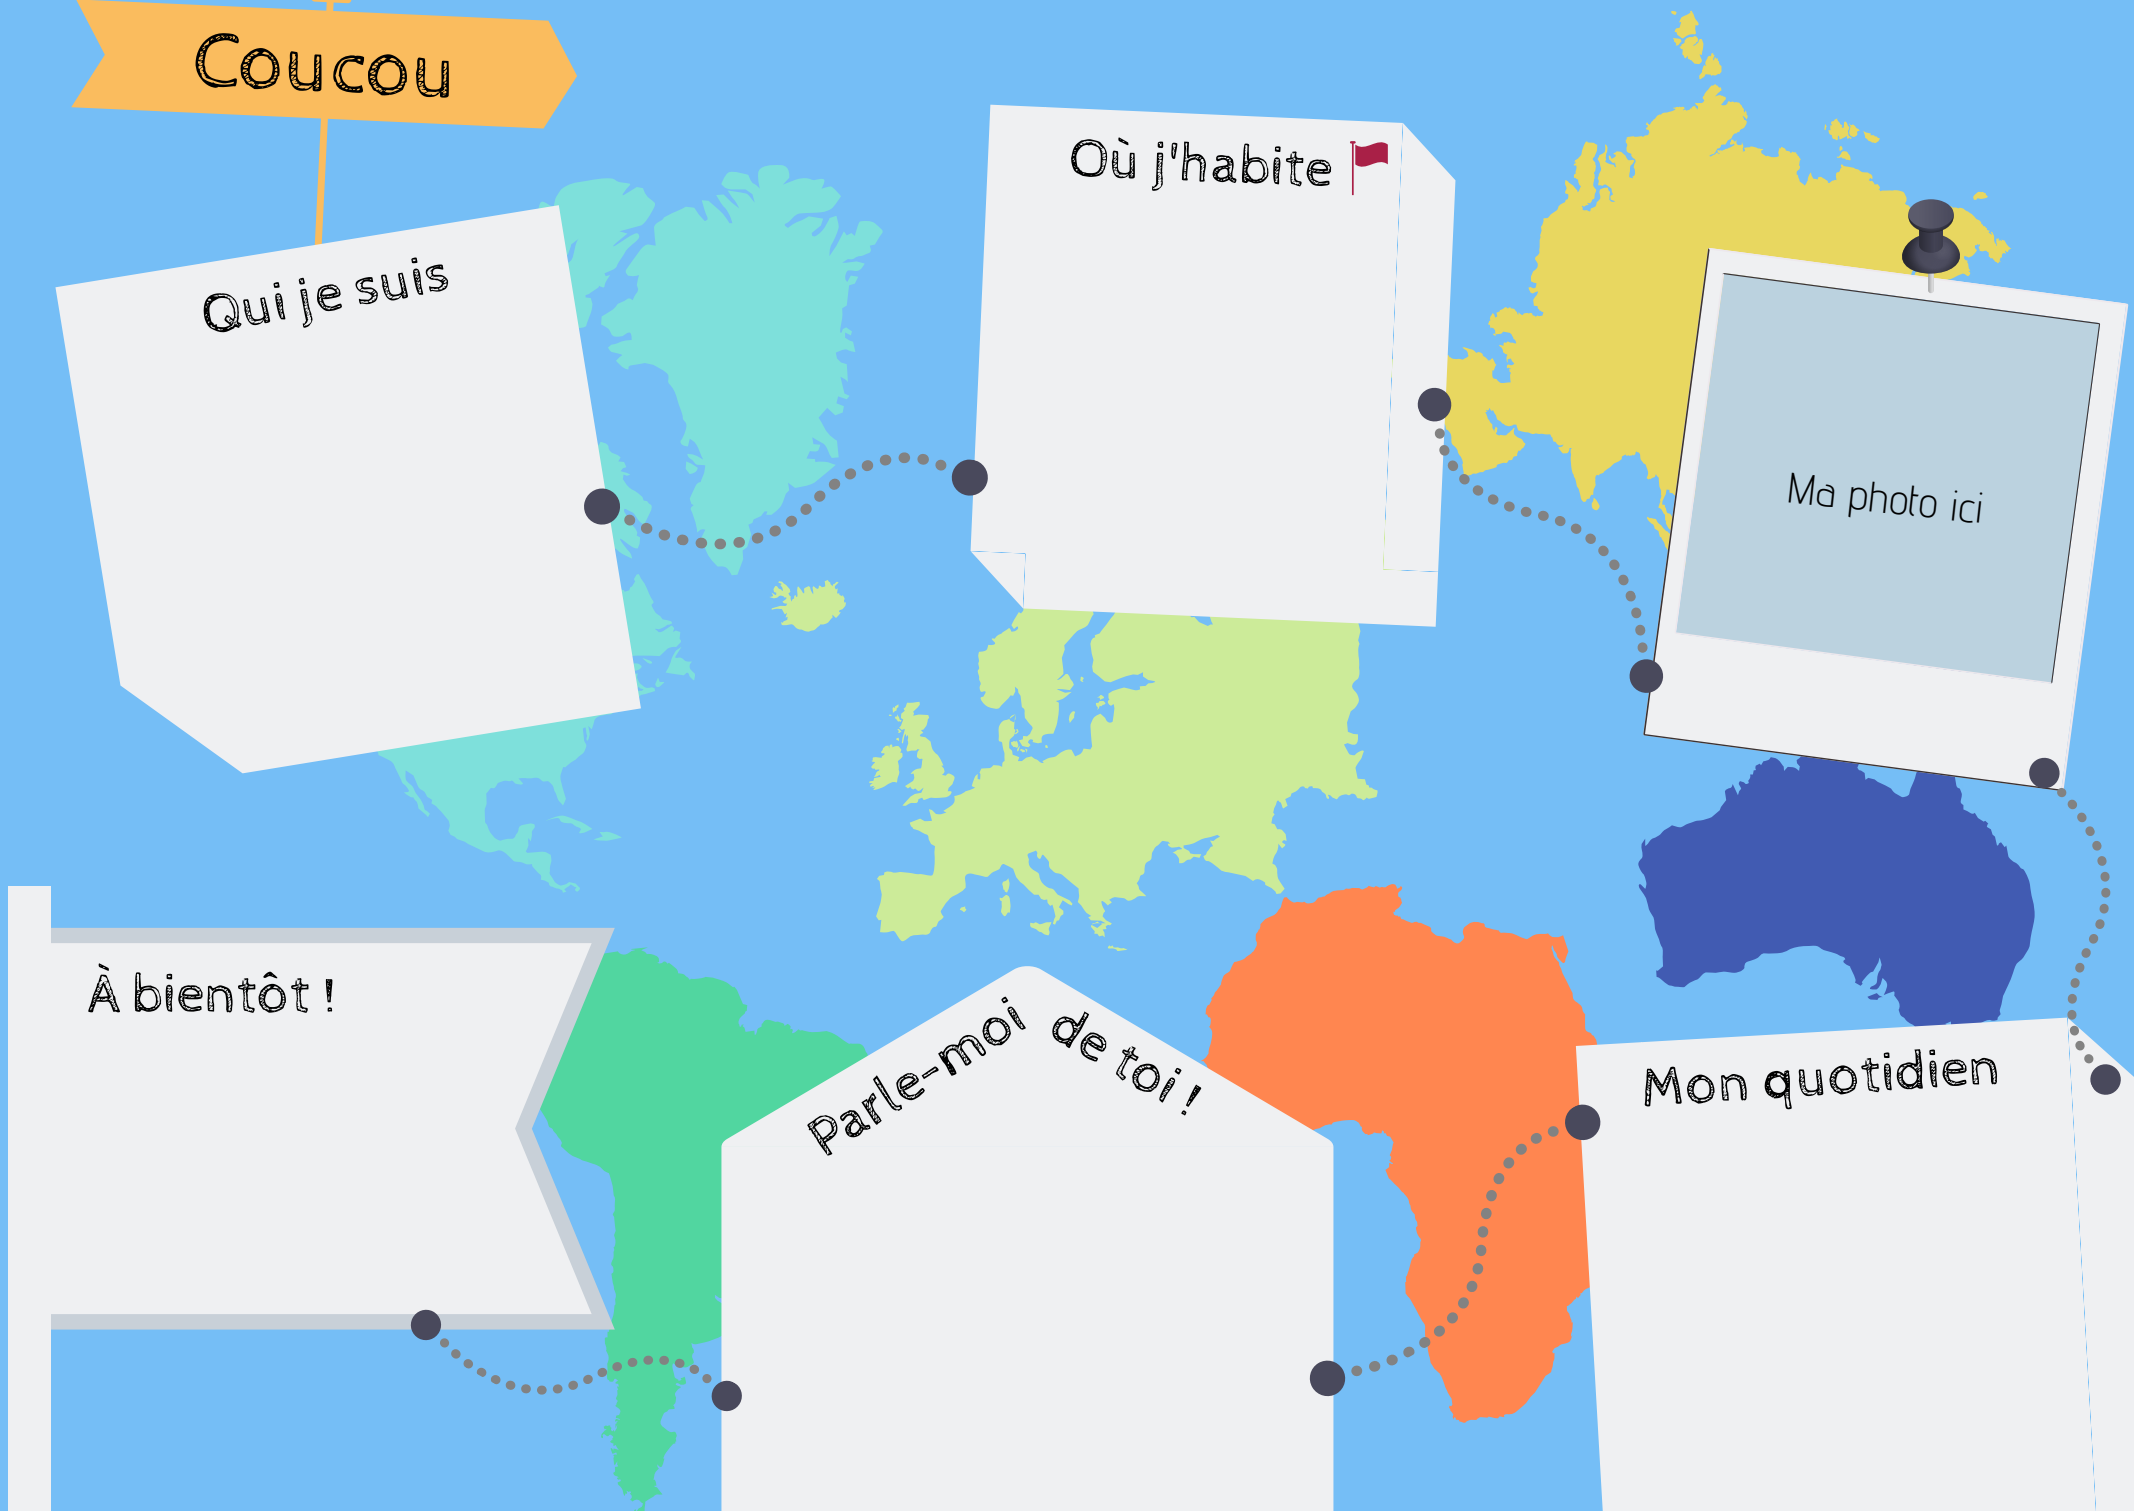 Coucou
Qui je suis
Où j'habite
Ma photo ici
Mon quotidien
Parle-moi de toi !
À bientôt !